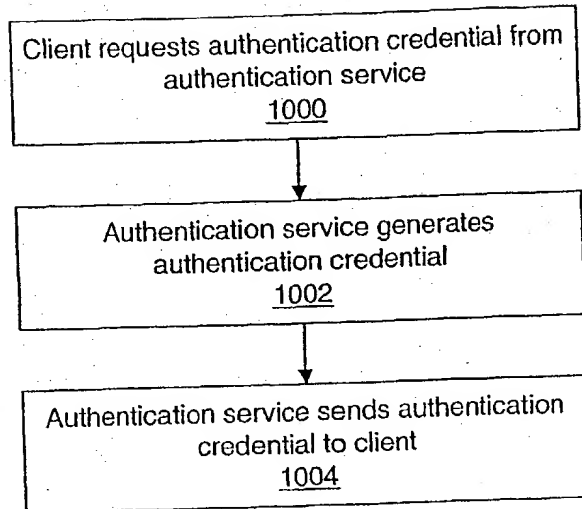 Client requests authentication credential from
authentication service
1000
Authentication service generates
authentication credential
1002
Authentication service sends authentication
credential to client
1004